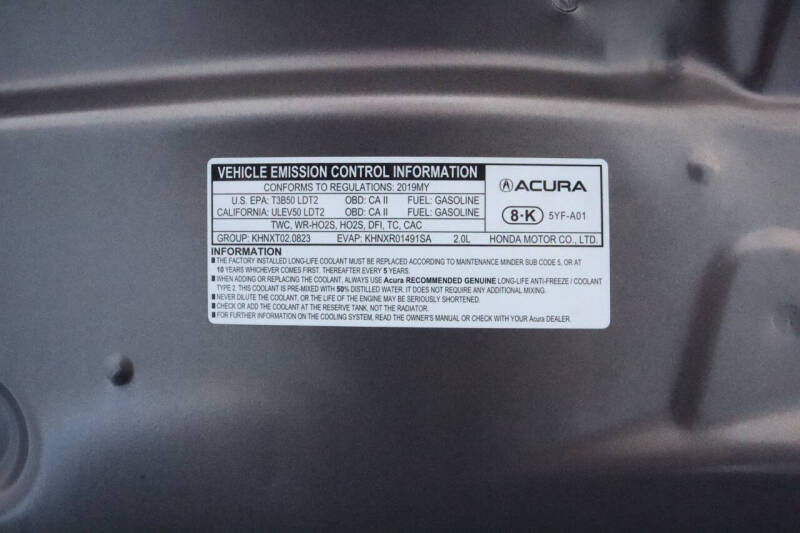 VEHICLE EMISSION CONTROL INFORMATION
CONFORMS TO REGULATIONS: 2019MY
U.S. EPA: T3B50 LDT2 OBD: CA II FUEL: GASOLINE
CALIFORNIA: ULEV50 LDT2 OBD: CA II FUEL: GASOLINE
TWC, WR-HO2S, HO2S, DFI, TC, CAC
GROUP: KHNXT02.0823 EVAP: KHNXR01491SA 2.0L
ACURA
8·K 5YF-A01
HONDA MOTOR CO., LTD.
INFORMATION
■THE FACTORY INSTALLED LONG-LIFE COOLANT MUST BE REPLACED ACCORDING TO MAINTENANCE MINDER SUB CODE 5, OR AT
10 YEARS WHICHEVER COMES FIRST. THEREAFTER EVERY 5 YEARS.
■WHEN ADDING OR REPLACING THE COOLANT, ALWAYS USE Acura RECOMMENDED GENUINE LONG-LIFE ANTI-FREEZE / COOLANT
TYPE 2. THIS COOLANT IS PRE-MIXED WITH 50% DISTILLED WATER. IT DOES NOT REQUIRE ANY ADDITIONAL MIXING.
■NEVER DILUTE THE COOLANT, OR THE LIFE OF THE ENGINE MAY BE SERIOUSLY SHORTENED.
■CHECK OR ADD THE COOLANT AT THE RESERVE TANK, NOT THE RADIATOR.
■FOR FURTHER INFORMATION ON THE COOLING SYSTEM, READ THE OWNER'S MANUAL OR CHECK WITH YOUR Acura DEALER.